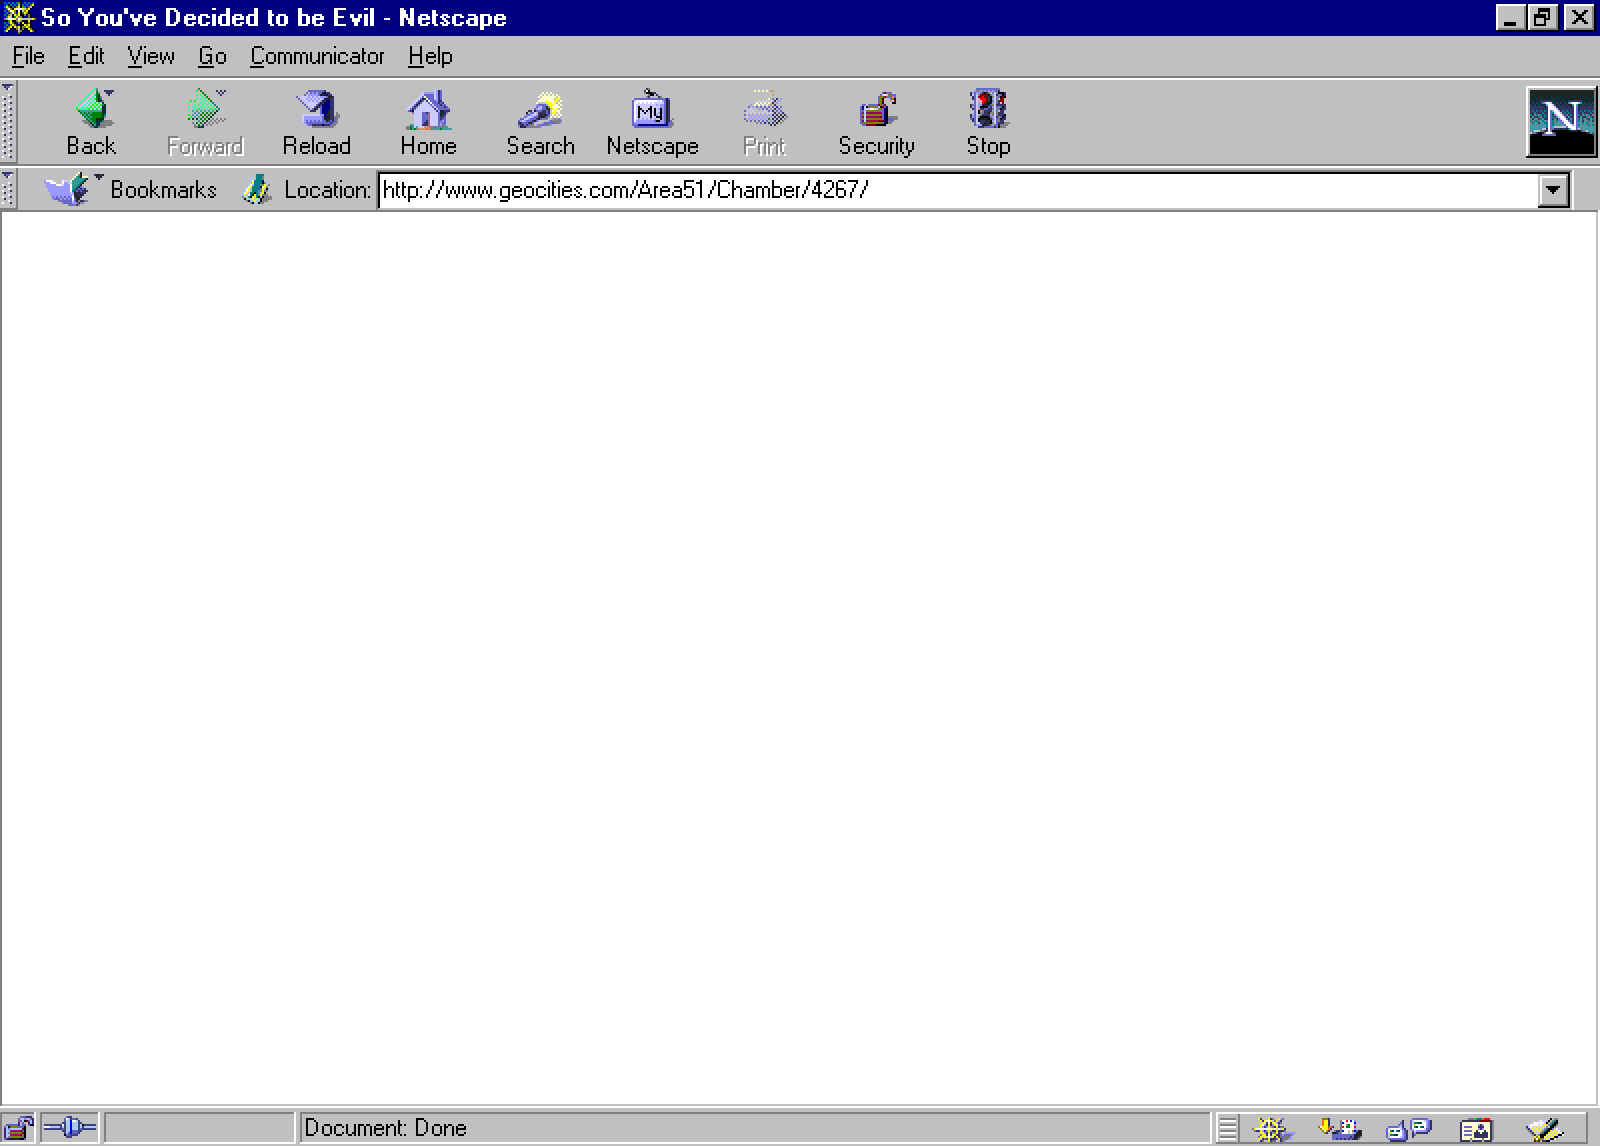 So You've Decided to be Evil - Netscape
File Edit View Go Communicator Help
Back Forward Reload Home Search My Netscape Print Security Stop
N
Bookmarks Location: http://www.geocities.com/Area51/Chamber/4267/
Document: Done